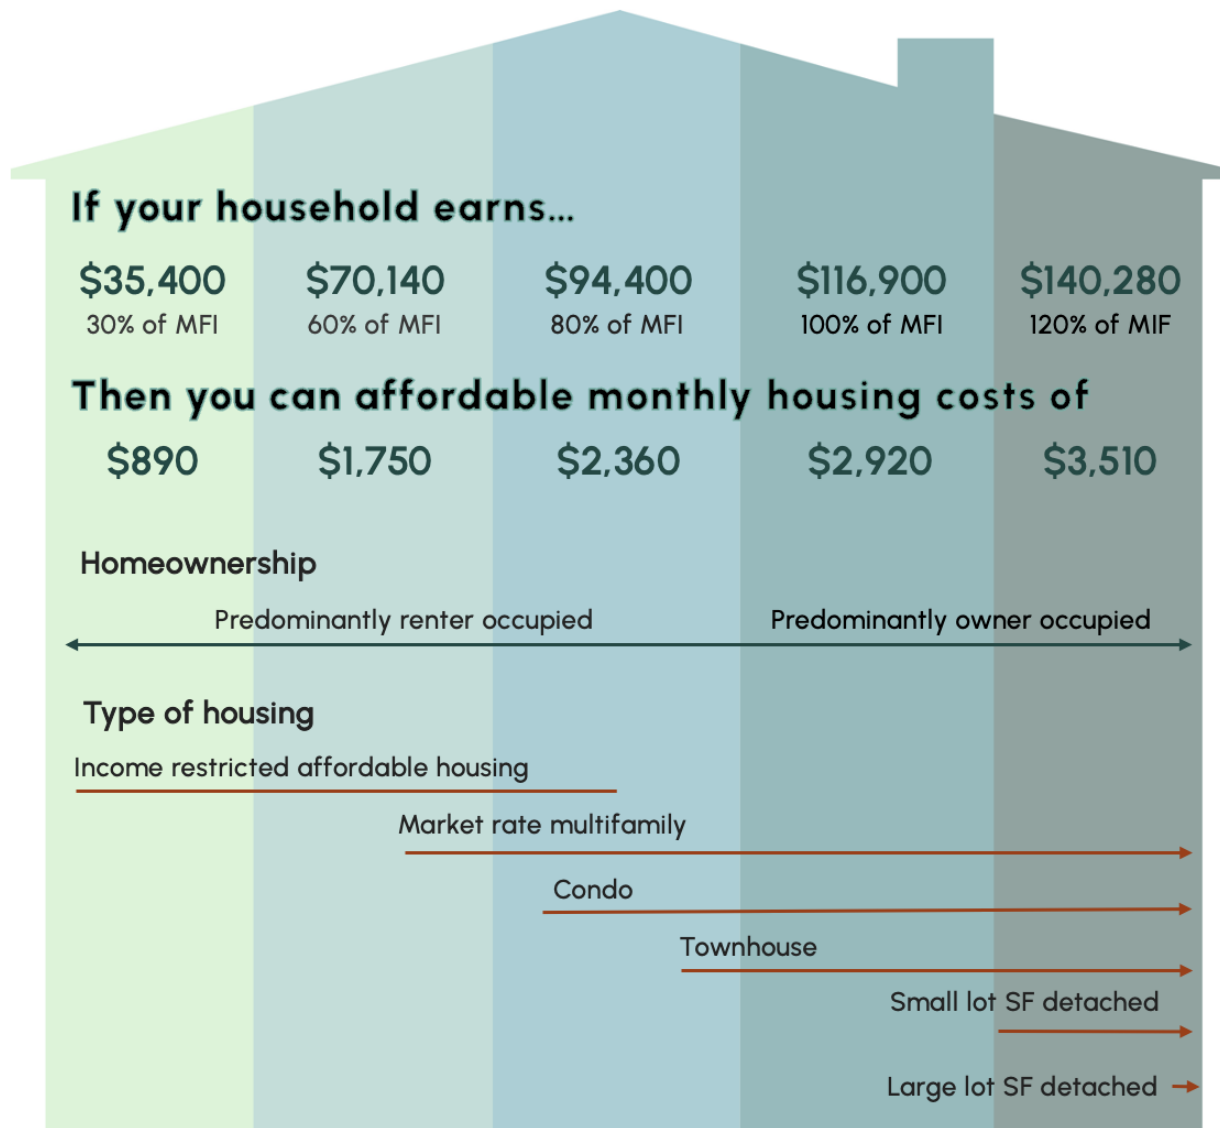 If your household earns...
$35,400 $70,140 $94,400 $116,900 $140,280
30% of MFI 60% of MFI 80% of MFI 100% of MFI 120% of MIF
Then you can affordable monthly housing costs of
$890 $1,750 $2,360 $2,920 $3,510
Homeownership
Predominantly renter occupied Predominantly owner occupied
Type of housing
Income restricted affordable housing
Market rate multifamily
Condo
Townhouse
Small lot SF detached
Large lot SF detached